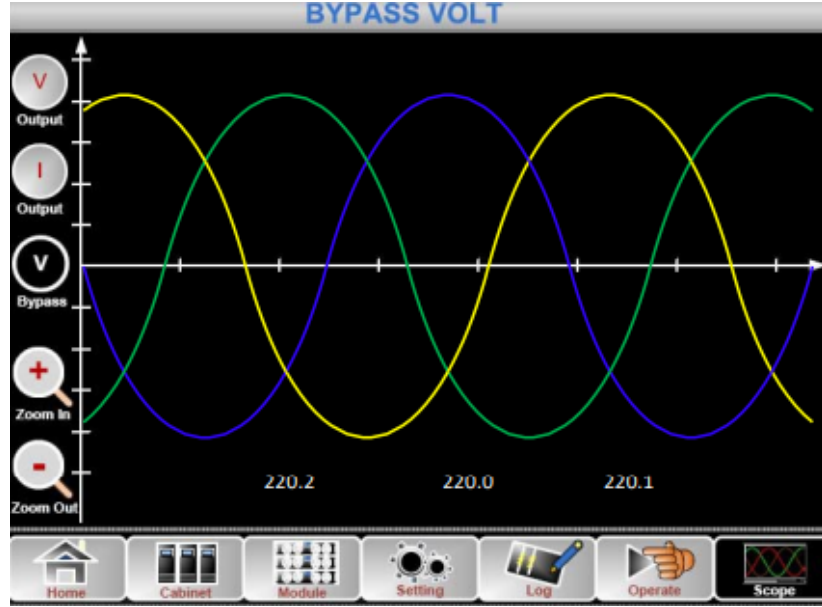 BYPASS VOLT
V
Output
I
Output
V
Bypass
+
Zoom In
-
Zoom Out
220.2 220.0 220.1
Home Cabinet Module Setting Log Operate Scope